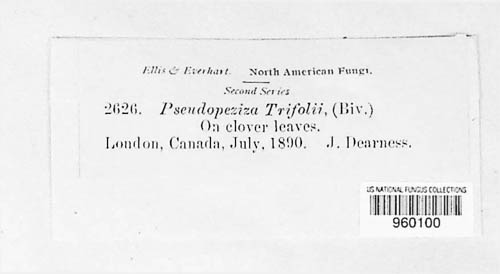 Ellis & Everhart. North American Fungi.
Second Series
2626. Pseudopeziza Trifolii, (Biv.)
On clover leaves.
London, Canada, July, 1890. J. Dearness.
US NATIONAL FUNGUS COLLECTIONS
960100